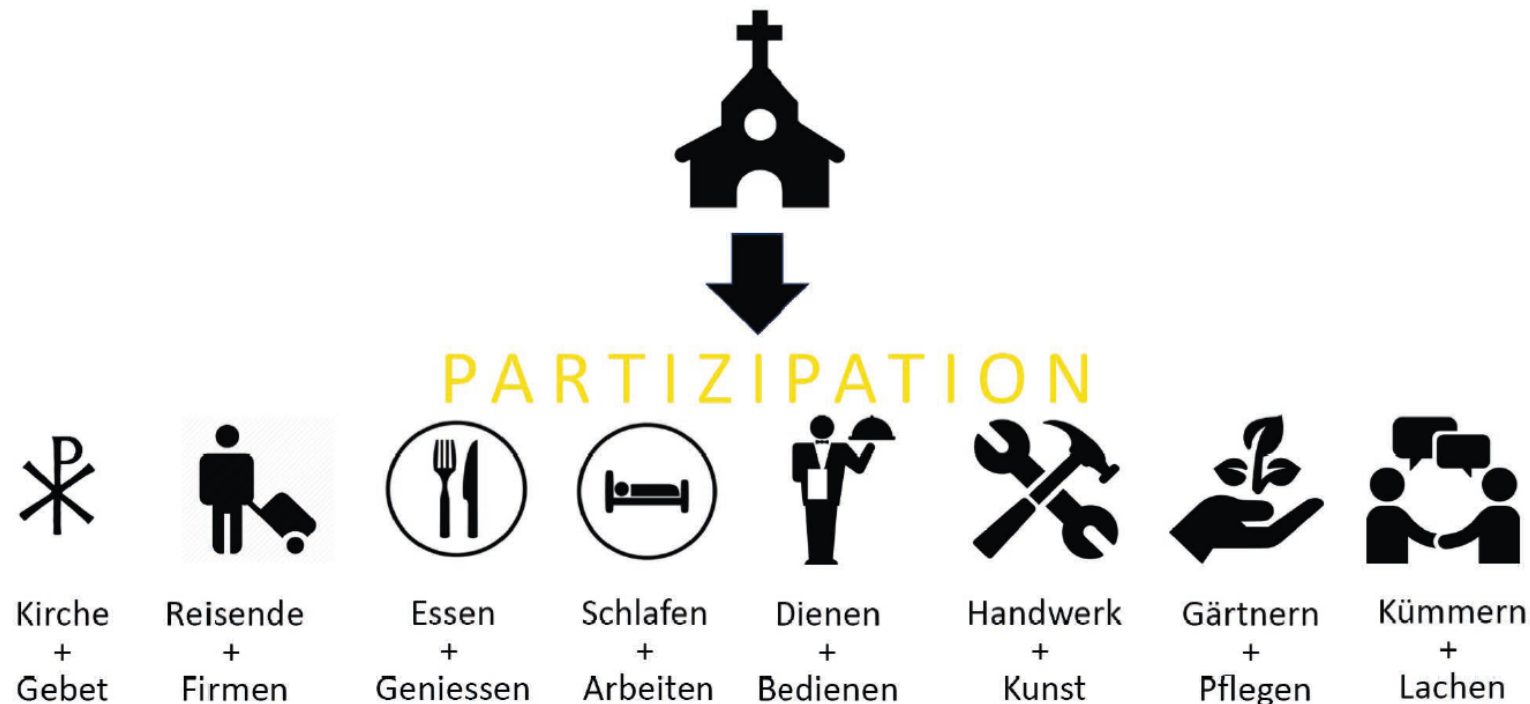 PARTIZIPATION
Kirche + Gebet
Reisende + Firmen
Essen + Geniessen
Schlafen + Arbeiten
Dienen + Bedienen
Handwerk + Kunst
Gärtnern + Pflegen
Kümmern + Lachen